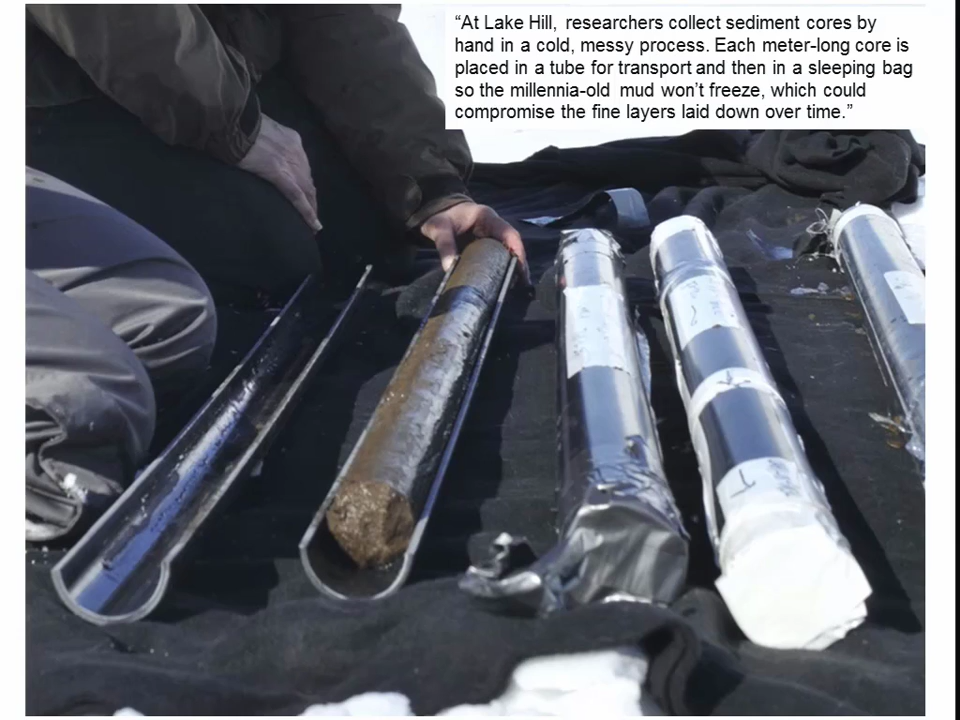 “At Lake Hill, researchers collect sediment cores by
hand in a cold, messy process. Each meter-long core is
placed in a tube for transport and then in a sleeping bag
so the millennia-old mud won’t freeze, which could
compromise the fine layers laid down over time.”